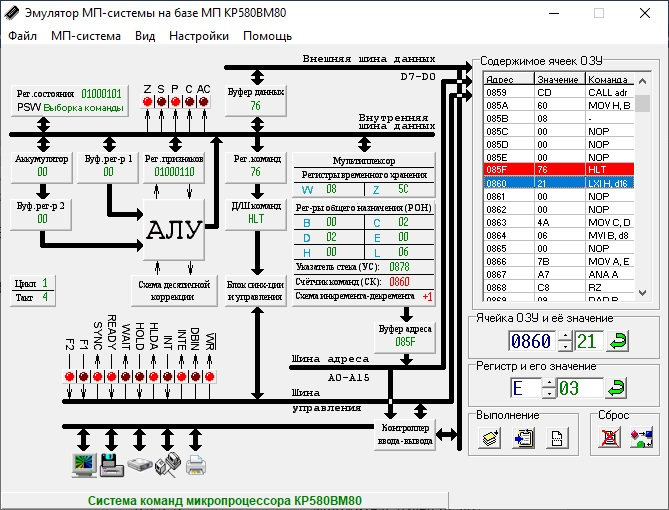 Эмулятор МП-системы на базе МП КР580ВМ80
Файл МП-система Вид Настройки Помощь
Внешняя шина данных
D7-D0
Рег.состояния 01000101
PSW Выборка команды
Z S P C AC
Буфер данных
76
Внутренняя
шина данных
Аккумулятор
00
Буф.рег-р 1
00
Рег.признаков
01000110
Рег.команд
76
Буф.рег-р 2
00
АЛУ
Д/Ш команд
HLT
Схема десятичной
коррекции
Блок синх-ции
и управления
Цикл 1
Такт 4
Мультиплексор
Регистры временного хранения
W 08 Z 5C
Рег-ры общего назначения (РОН)
B 00 C 02
D 02 E 00
H 00 L 06
Указатель стека (УС): 0878
Счётчик команд (СК): 0860
Схема инкремента-декремента +1
Буфер адреса
085F
Шина адреса
A0-A15
Шина
управления
F2 F1 SYNC READY WAIT HOLD HLDA INT INTE DBIN WR
Контроллер
ввода-вывода
Содержимое ячеек ОЗУ
Адрес Значение Команда
0859 CD CALL adr
085A 60 MOV H, B
085B 08 -
085C 00 NOP
085D 00 NOP
085E 00 NOP
085F 76 HLT
0860 21 LXI H, d16
0861 00 NOP
0862 00 NOP
0863 4A MOV C, D
0864 06 MVI B, d8
0865 00 NOP
0866 7B MOV A, E
0867 A7 ANA A
0868 C8 RZ
0869 09 DAD B
Ячейка ОЗУ и её значение
0860 21
Регистр и его значение
E 03
Выполнение
Сброс
Система команд микропроцессора КР580ВМ80